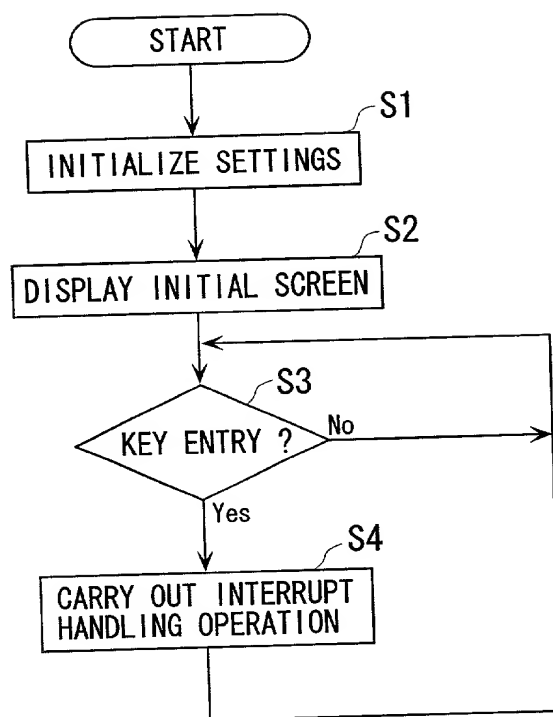 START
S1
INITIALIZE SETTINGS
S2
DISPLAY INITIAL SCREEN
S3
KEY ENTRY ?
No
Yes
S4
CARRY OUT INTERRUPT
HANDLING OPERATION